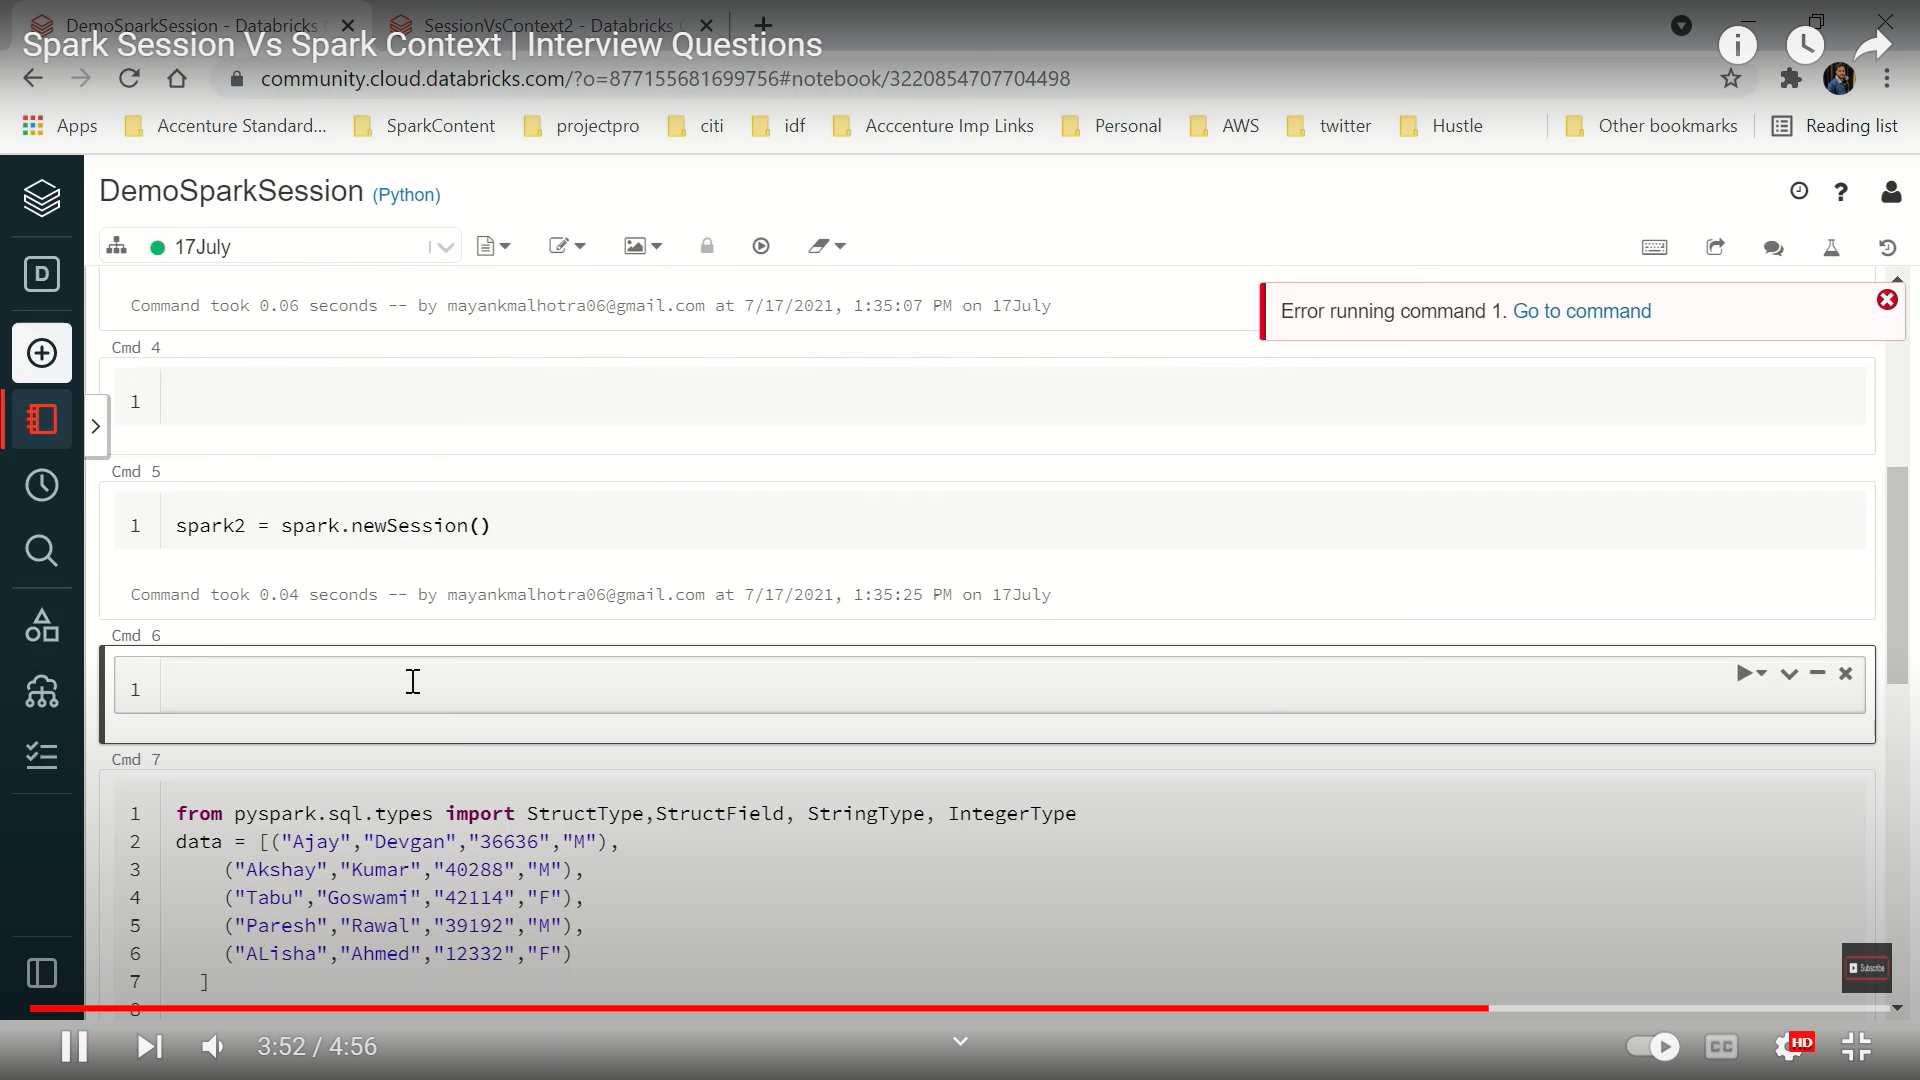 DemoSparkSession - Databricks
SessionVsContext2 - Databricks
Spark Session Vs Spark Context | Interview Questions
community.cloud.databricks.com/?o=877155681699756#notebook/3220854707704498
Apps
Accenture Standard...
SparkContent
projectpro
citi
idf
Acccenture Imp Links
Personal
AWS
twitter
Hustle
Other bookmarks
Reading list
DemoSparkSession (Python)
17July
Command took 0.06 seconds -- by mayankmalhotra06@gmail.com at 7/17/2021, 1:35:07 PM on 17July
Error running command 1. Go to command
Cmd 4
1
Cmd 5
1 spark2 = spark.newSession()
Command took 0.04 seconds -- by mayankmalhotra06@gmail.com at 7/17/2021, 1:35:25 PM on 17July
Cmd 6
1
Cmd 7
1 from pyspark.sql.types import StructType,StructField, StringType, IntegerType
2 data = [("Ajay","Devgan","36636","M"),
3 ("Akshay","Kumar","40288","M"),
4 ("Tabu","Goswami","42114","F"),
5 ("Paresh","Rawal","39192","M"),
6 ("ALisha","Ahmed","12332","F")
7 ]
8
D
Subscribe
3:52 / 4:56
CC
HD